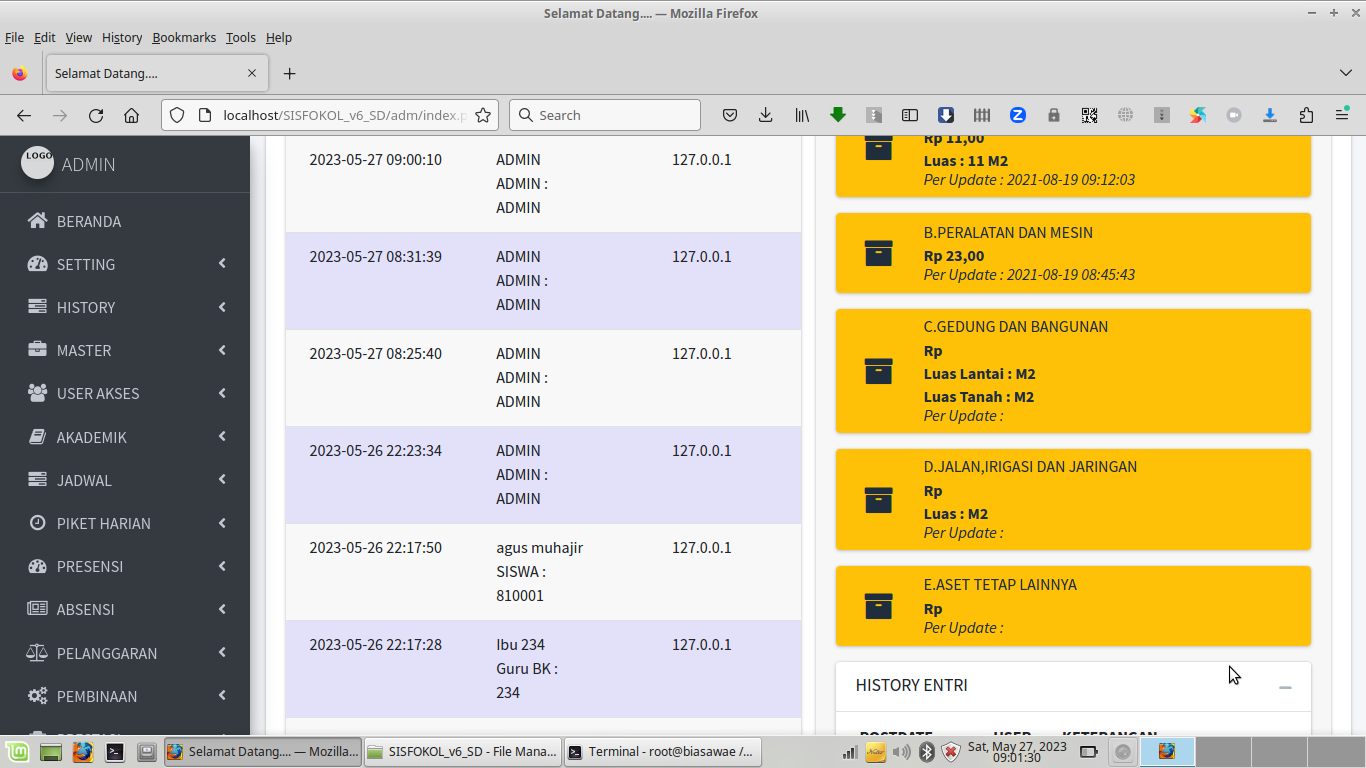 Selamat Datang.... — Mozilla Firefox
File Edit View History Bookmarks Tools Help
Selamat Datang....
localhost/SISFOKOL_v6_SD/adm/index.p
Search
LOGO
ADMIN
BERANDA
SETTING
HISTORY
MASTER
USER AKSES
AKADEMIK
JADWAL
PIKET HARIAN
PRESENSI
ABSENSI
PELANGGARAN
PEMBINAAN
2023-05-27 09:00:10 ADMIN 127.0.0.1
ADMIN :
ADMIN
2023-05-27 08:31:39 ADMIN 127.0.0.1
ADMIN :
ADMIN
2023-05-27 08:25:40 ADMIN 127.0.0.1
ADMIN :
ADMIN
2023-05-26 22:23:34 ADMIN 127.0.0.1
ADMIN :
ADMIN
2023-05-26 22:17:50 agus muhajir 127.0.0.1
SISWA :
810001
2023-05-26 22:17:28 Ibu 234 127.0.0.1
Guru BK :
234
Rp 11,00
Luas : 11 M2
Per Update : 2021-08-19 09:12:03
B.PERALATAN DAN MESIN
Rp 23,00
Per Update : 2021-08-19 08:45:43
C.GEDUNG DAN BANGUNAN
Rp
Luas Lantai : M2
Luas Tanah : M2
Per Update :
D.JALAN,IRIGASI DAN JARINGAN
Rp
Luas : M2
Per Update :
E.ASET TETAP LAINNYA
Rp
Per Update :
HISTORY ENTRI
POSTDATE USER KETERANGAN
Selamat Datang.... — Mozilla...
SISFOKOL_v6_SD - File Mana...
Terminal - root@biasawae /...
Sat, May 27, 2023
09:01:30